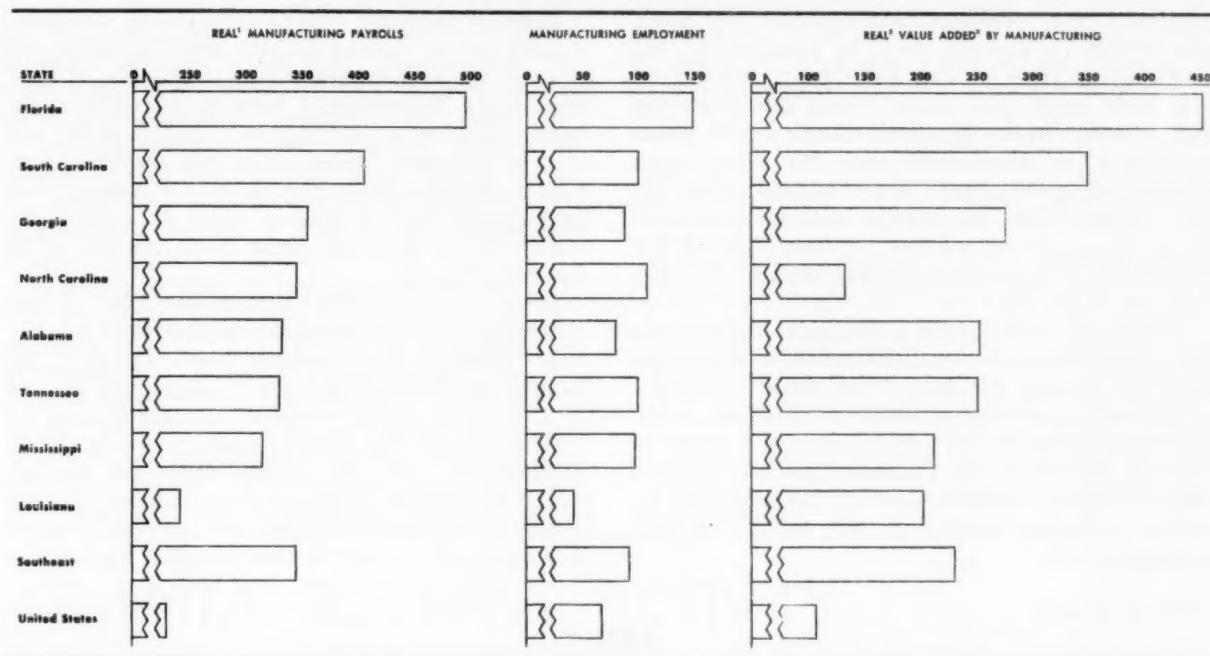 REAL¹ MANUFACTURING PAYROLLS MANUFACTURING EMPLOYMENT REAL² VALUE ADDED² BY MANUFACTURING
STATE 0 250 300 350 400 450 500 0 50 100 150 0 100 150 200 250 300 350 400 450
Florida
South Carolina
Georgia
North Carolina
Alabama
Tennessee
Mississippi
Louisiana
Southeast
United States